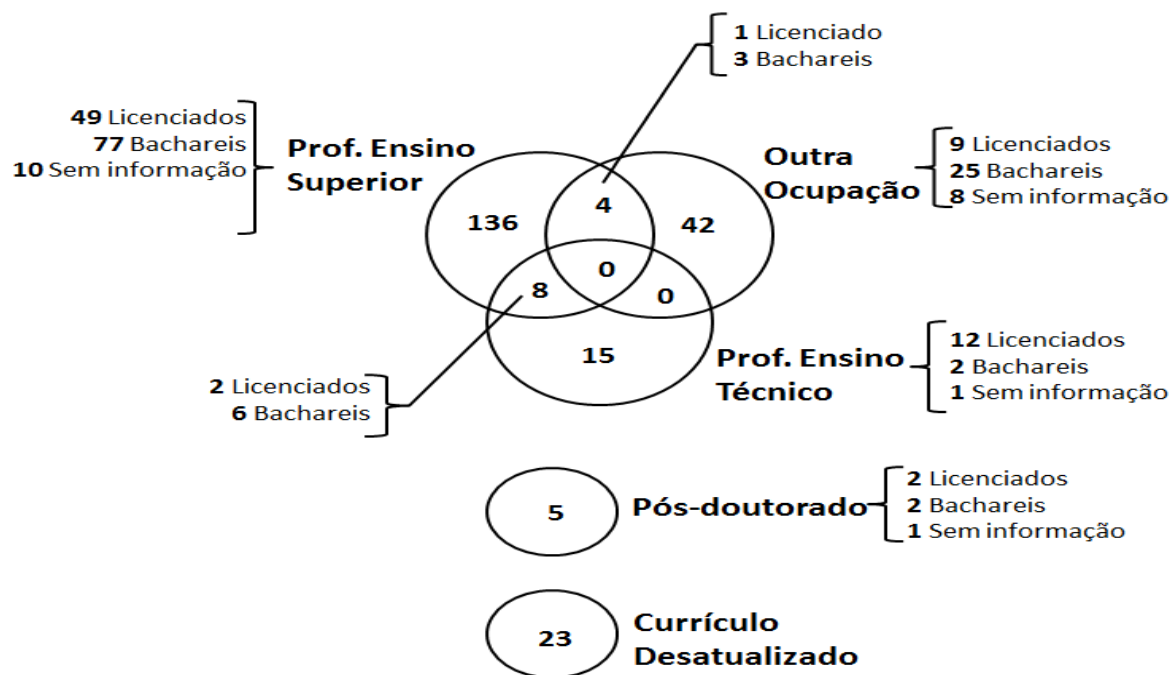 1 Licenciado
3 Bachareis
49 Licenciados
77 Bachareis
10 Sem informação
Prof. Ensino
Superior
Outra
Ocupação
9 Licenciados
25 Bachareis
8 Sem informação
136
4
42
0
8
0
15
Prof. Ensino
Técnico
12 Licenciados
2 Bachareis
1 Sem informação
2 Licenciados
6 Bachareis
5
Pós-doutorado
2 Licenciados
2 Bachareis
1 Sem informação
23
Currículo
Desatualizado